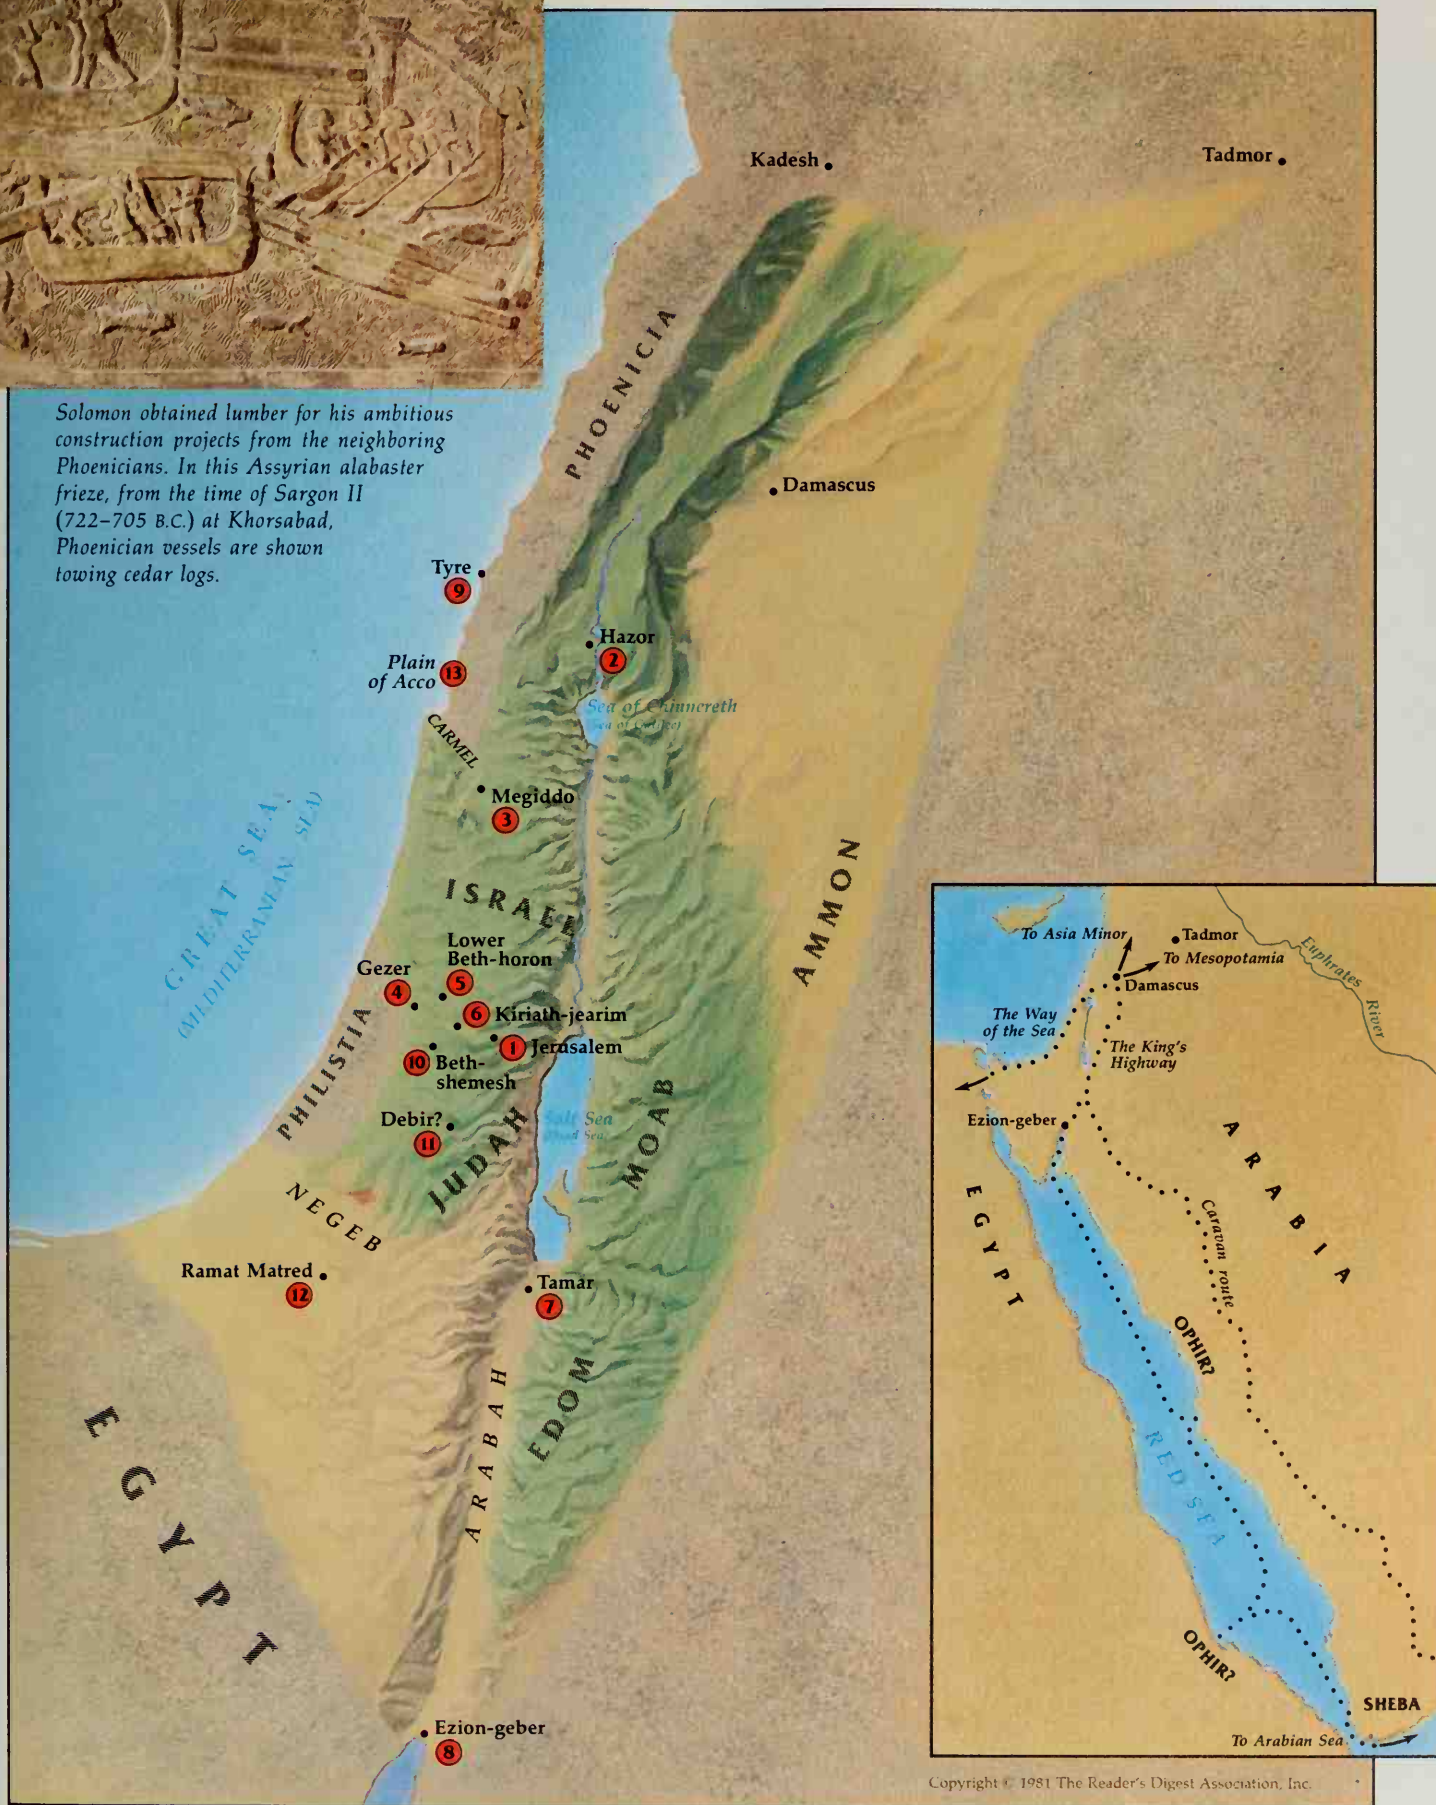 Solomon obtained lumber for his ambitious
construction projects from the neighboring
Phoenicians. In this Assyrian alabaster
frieze, from the time of Sargon II
(722–705 B.C.) at Khorsabad,
Phoenician vessels are shown
towing cedar logs.
Kadesh
Tadmor
PHOENICIA
Damascus
Tyre
9
Hazor
2
Plain
of Acco
13
Sea of Chinnereth
(Sea of Galilee)
CARMEL
Megiddo
3
GREAT SEA
(MEDITERRANEAN SEA)
ISRAEL
AMMON
Lower
Beth-horon
5
Gezer
4
6
Kiriath-jearim
1
Jerusalem
PHILISTIA
10
Beth-
shemesh
Debir?
11
JUDAH
Salt Sea
(Dead Sea)
MOAB
NEGEB
Ramat Matred
12
Tamar
7
ARABAH
EDOM
EGYPT
Ezion-geber
8
To Asia Minor
Tadmor
To Mesopotamia
Damascus
Euphrates
River
The Way
of the Sea
The King's
Highway
Ezion-geber
EGYPT
ARABIA
Caravan route
OPHIR?
RED SEA
OPHIR?
SHEBA
To Arabian Sea
Copyright © 1981 The Reader's Digest Association, Inc.